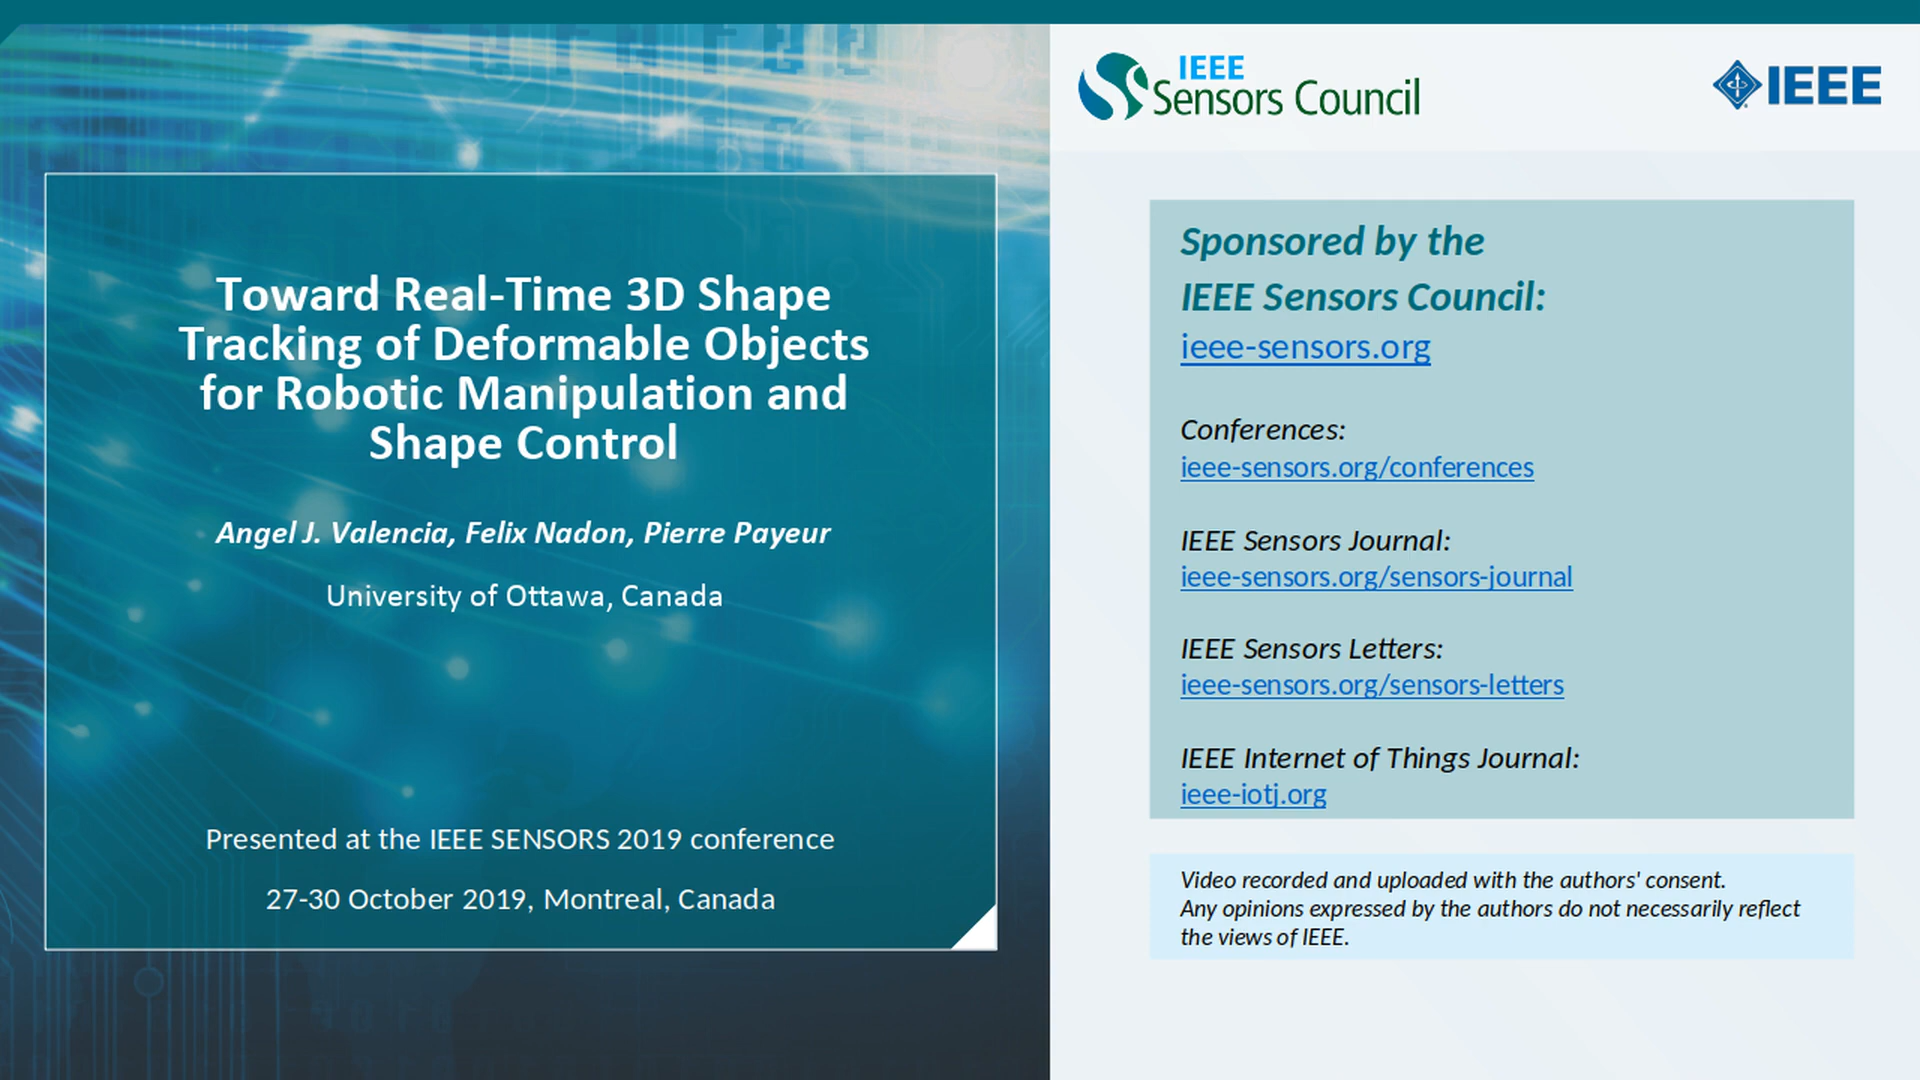 Toward Real-Time 3D Shape
Tracking of Deformable Objects
for Robotic Manipulation and
Shape Control
Angel J. Valencia, Felix Nadon, Pierre Payeur
University of Ottawa, Canada
Presented at the IEEE SENSORS 2019 conference
27-30 October 2019, Montreal, Canada
IEEE
Sensors Council
IEEE
Sponsored by the
IEEE Sensors Council:
ieee-sensors.org
Conferences:
ieee-sensors.org/conferences
IEEE Sensors Journal:
ieee-sensors.org/sensors-journal
IEEE Sensors Letters:
ieee-sensors.org/sensors-letters
IEEE Internet of Things Journal:
ieee-iotj.org
Video recorded and uploaded with the authors' consent.
Any opinions expressed by the authors do not necessarily reflect
the views of IEEE.